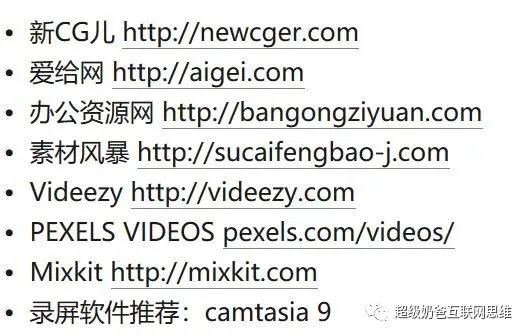 • 新CG儿 http://newcger.com
• 爱给网 http://aigei.com
• 办公资源网 http://bangongziyuan.com
• 素材风暴 http://sucaifengbao-j.com
• Videezy http://videezy.com
• PEXELS VIDEOS pexels.com/videos/
• Mixkit http://mixkit.com
• 录屏软件推荐：camtasia 9
超级奶爸互联网思维